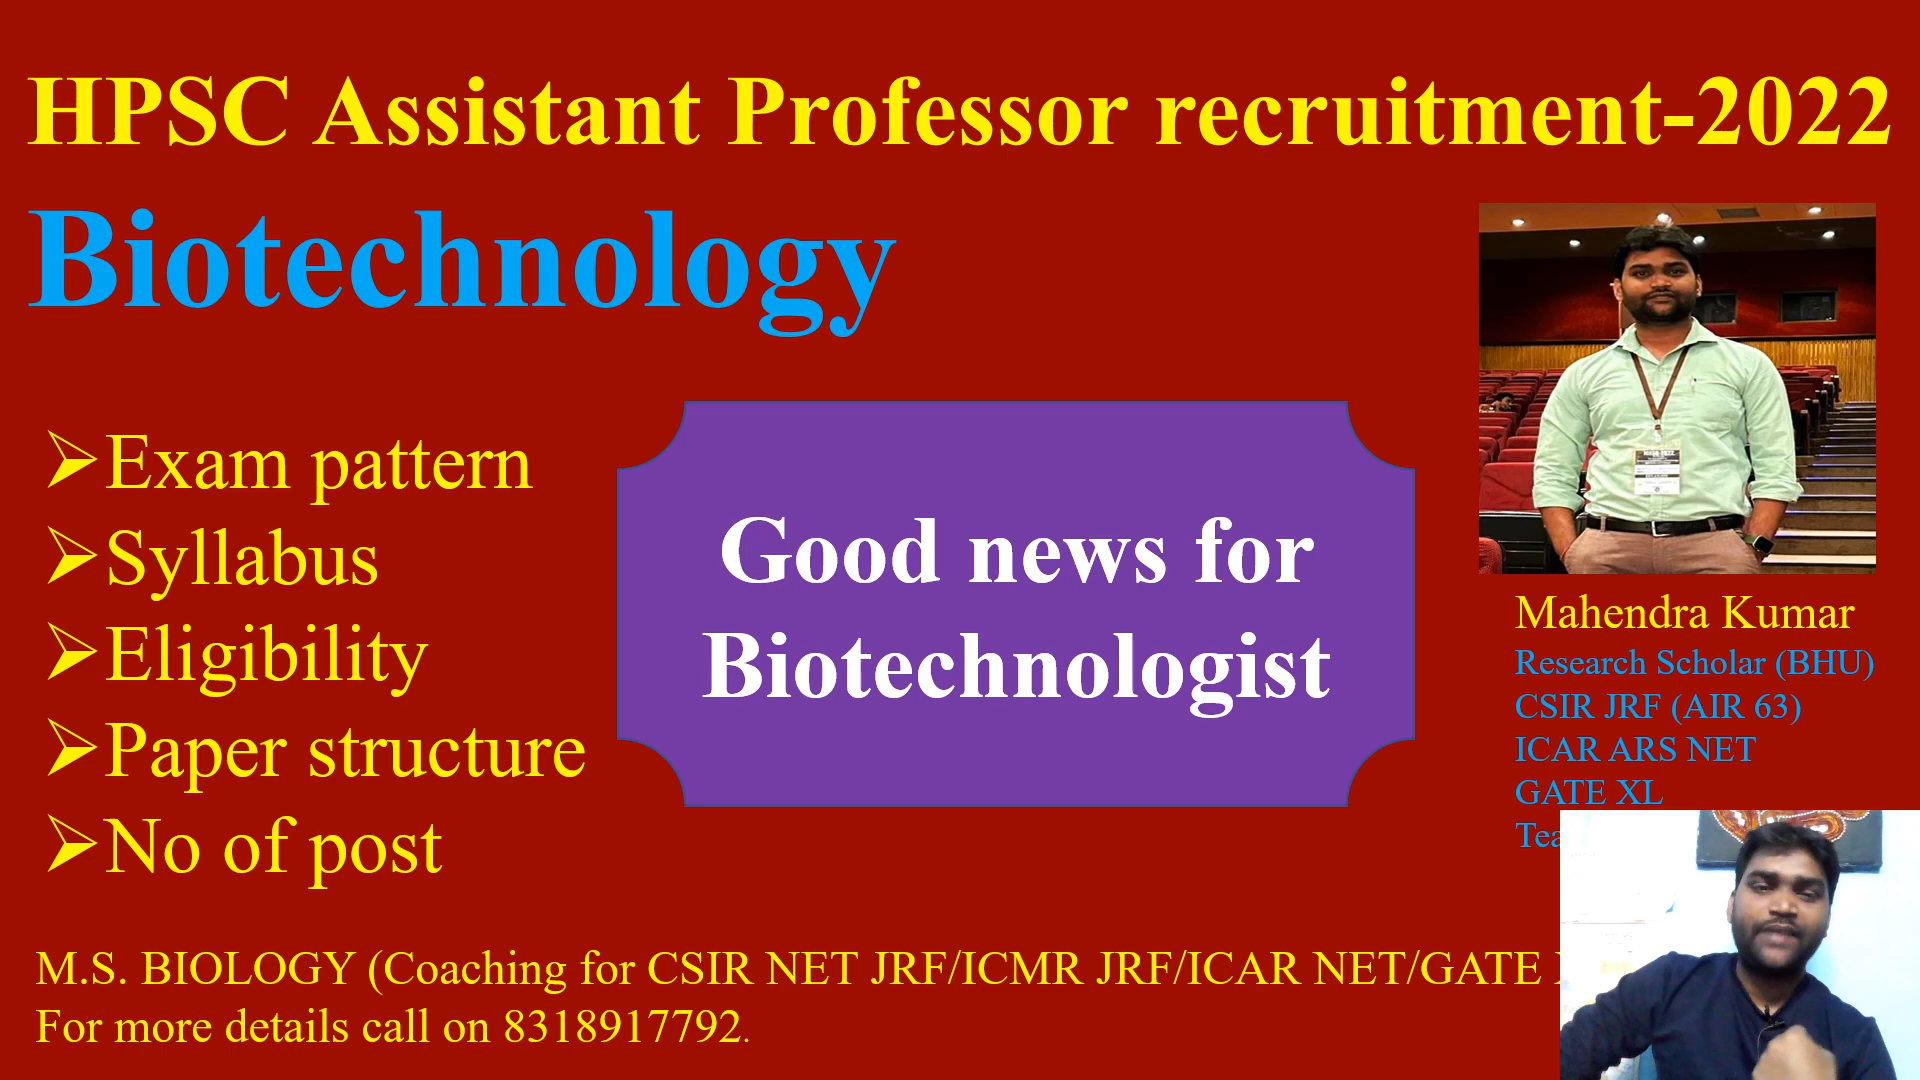 HPSC Assistant Professor recruitment-2022
Biotechnology
Exam pattern
Syllabus
Eligibility
Paper structure
No of post
Good news for
Biotechnologist
Mahendra Kumar
Research Scholar (BHU)
CSIR JRF (AIR 63)
ICAR ARS NET
GATE XL
M.S. BIOLOGY (Coaching for CSIR NET JRF/ICMR JRF/ICAR NET/GATE
For more details call on 8318917792.